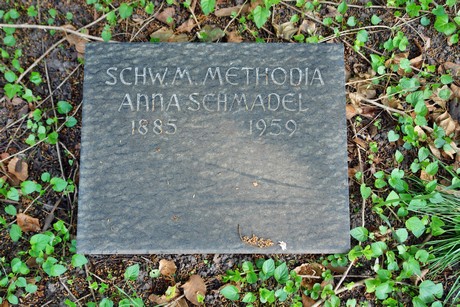 SCHW.M. METHODIA
ANNA SCHMADEL
1885 1959